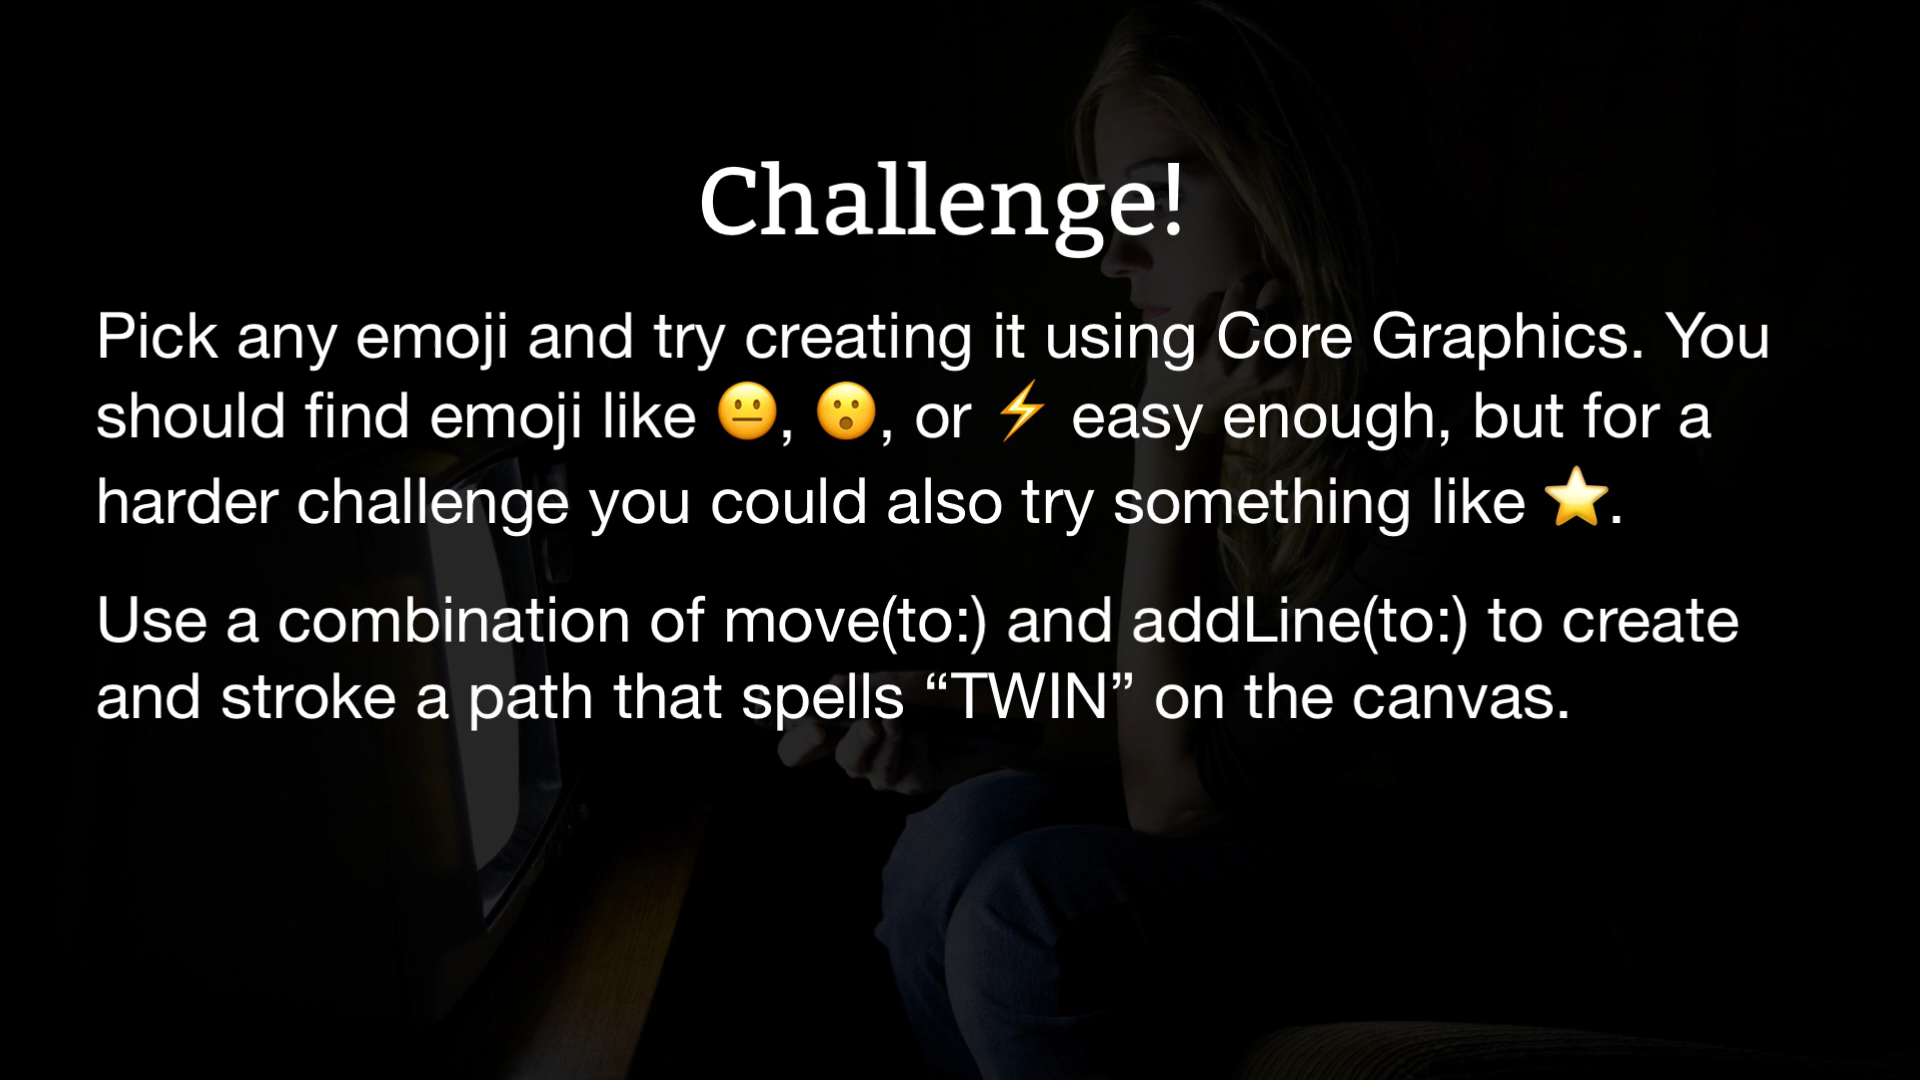 Challenge!
Pick any emoji and try creating it using Core Graphics. You
should find emoji like 😐, 😮, or ⚡ easy enough, but for a
harder challenge you could also try something like ⭐.
Use a combination of move(to:) and addLine(to:) to create
and stroke a path that spells “TWIN” on the canvas.